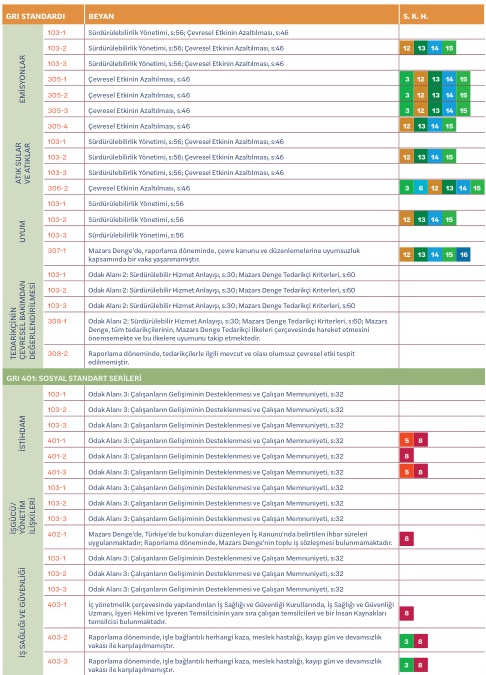 GRI STANDARDI BEYAN S. K. H.
EMİSYONLAR
103-1 Sürdürülebilirlik Yönetimi, s:56; Çevresel Etkinin Azaltılması, s:46
103-2 Sürdürülebilirlik Yönetimi, s:56; Çevresel Etkinin Azaltılması, s:46 12 13 14 15
103-3 Sürdürülebilirlik Yönetimi, s:56; Çevresel Etkinin Azaltılması, s:46
305-1 Çevresel Etkinin Azaltılması, s:46 3 12 13 14 15
305-2 Çevresel Etkinin Azaltılması, s:46 3 12 13 14 15
305-3 Çevresel Etkinin Azaltılması, s:46 3 12 13 14 15
305-4 Çevresel Etkinin Azaltılması, s:46 12 13 14 15
ATIK SULAR
VE ATIKLAR
103-1 Sürdürülebilirlik Yönetimi, s:56; Çevresel Etkinin Azaltılması, s:46
103-2 Sürdürülebilirlik Yönetimi, s:56; Çevresel Etkinin Azaltılması, s:46 12 13 14 15
103-3 Sürdürülebilirlik Yönetimi, s:56; Çevresel Etkinin Azaltılması, s:46
306-2 Çevresel Etkinin Azaltılması, s:46 3 6 12 13 14 15
UYUM
103-1 Sürdürülebilirlik Yönetimi, s:56
103-2 Sürdürülebilirlik Yönetimi, s:56 12 13 14 15
103-3 Sürdürülebilirlik Yönetimi, s:56
307-1 Mazars Denge'de, raporlama döneminde, çevre kanunu ve düzenlemelerine uyumsuzluk
kapsamında bir vaka yaşanmamıştır. 12 13 14 15 16
TEDARİKÇİNİN
ÇEVRESEL BAKIMDAN
DEĞERLENDİRİLMESİ
103-1 Odak Alanı 2: Sürdürülebilir Hizmet Anlayışı, s:30; Mazars Denge Tedarikçi Kriterleri, s:60
103-2 Odak Alanı 2: Sürdürülebilir Hizmet Anlayışı, s:30; Mazars Denge Tedarikçi Kriterleri, s:60
103-3 Odak Alanı 2: Sürdürülebilir Hizmet Anlayışı, s:30; Mazars Denge Tedarikçi Kriterleri, s:60
308-1 Odak Alanı 2: Sürdürülebilir Hizmet Anlayışı, s:30; Mazars Denge Tedarikçi Kriterleri, s:60; Mazars
Denge, tüm tedarikçilerinin, Mazars Denge Tedarikçi İlkeleri çerçevesinde hareket etmesini
önemsemekte ve bu ilkelere uyumunu takip etmektedir.
308-2 Raporlama döneminde, tedarikçilerle ilgili mevcut ve olası olumsuz çevresel etki tespit
edilmemiştir.
GRI 401: SOSYAL STANDART SERİLERİ
İSTİHDAM
103-1 Odak Alanı 3: Çalışanların Gelişiminin Desteklenmesi ve Çalışan Memnuniyeti, s:32
103-2 Odak Alanı 3: Çalışanların Gelişiminin Desteklenmesi ve Çalışan Memnuniyeti, s:32
103-3 Odak Alanı 3: Çalışanların Gelişiminin Desteklenmesi ve Çalışan Memnuniyeti, s:32
401-1 Odak Alanı 3: Çalışanların Gelişiminin Desteklenmesi ve Çalışan Memnuniyeti, s:32 5 8
401-2 Odak Alanı 3: Çalışanların Gelişiminin Desteklenmesi ve Çalışan Memnuniyeti, s:32 8
401-3 Odak Alanı 3: Çalışanların Gelişiminin Desteklenmesi ve Çalışan Memnuniyeti, s:32 5 8
İŞGÜCÜ/
YÖNETİM
İLİŞKİLERİ
103-1 Odak Alanı 3: Çalışanların Gelişiminin Desteklenmesi ve Çalışan Memnuniyeti, s:32
103-2 Odak Alanı 3: Çalışanların Gelişiminin Desteklenmesi ve Çalışan Memnuniyeti, s:32
103-3 Odak Alanı 3: Çalışanların Gelişiminin Desteklenmesi ve Çalışan Memnuniyeti, s:32
402-1 Mazars Denge'de, Türkiye'de bu konuları düzenleyen İş Kanunu'nda belirtilen ihbar süreleri
uygulanmaktadır; Raporlama döneminde, Mazars Denge'nin toplu iş sözleşmesi bulunmamaktadır. 8
İŞ SAĞLIĞI VE GÜVENLİĞİ
103-1 Odak Alanı 3: Çalışanların Gelişiminin Desteklenmesi ve Çalışan Memnuniyeti, s:32
103-2 Odak Alanı 3: Çalışanların Gelişiminin Desteklenmesi ve Çalışan Memnuniyeti, s:32
103-3 Odak Alanı 3: Çalışanların Gelişiminin Desteklenmesi ve Çalışan Memnuniyeti, s:32
403-1 İç yönetmelik çerçevesinde yapılandırılan İş Sağlığı ve Güvenliği Kurullarında, İş Sağlığı ve Güvenliği
Uzmanı, İşyeri Hekimi ve İşveren Temsilcisinin yanı sıra çalışan temsilcileri ve bir İnsan Kaynakları
temsilcisi bulunmaktadır. 8
403-2 Raporlama döneminde, işle bağlantılı herhangi kaza, meslek hastalığı, kayıp gün ve devamsızlık
vakası ile karşılaşılmamıştır. 3 8
403-3 Raporlama döneminde, işle bağlantılı herhangi kaza, meslek hastalığı, kayıp gün ve devamsızlık
vakası ile karşılaşılmamıştır. 3 8